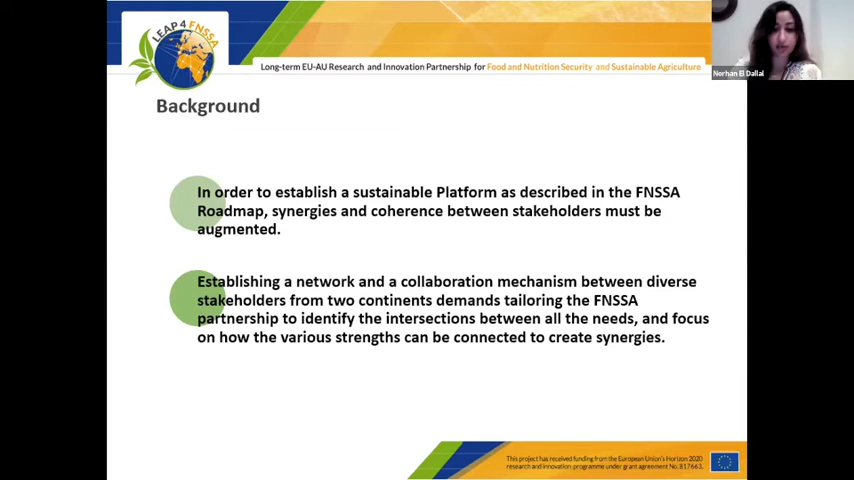 LEAP 4 FNSSA
Norhan El Dallal
Long-term EU-AU Research and Innovation Partnership for Food and Nutrition Security and Sustainable Agriculture
Background
In order to establish a sustainable Platform as described in the FNSSA
Roadmap, synergies and coherence between stakeholders must be
augmented.
Establishing a network and a collaboration mechanism between diverse
stakeholders from two continents demands tailoring the FNSSA
partnership to identify the intersections between all the needs, and focus
on how the various strengths can be connected to create synergies.
This project has received funding from the European Union's Horizon 2020
research and innovation programme under grant agreement No. 817663.